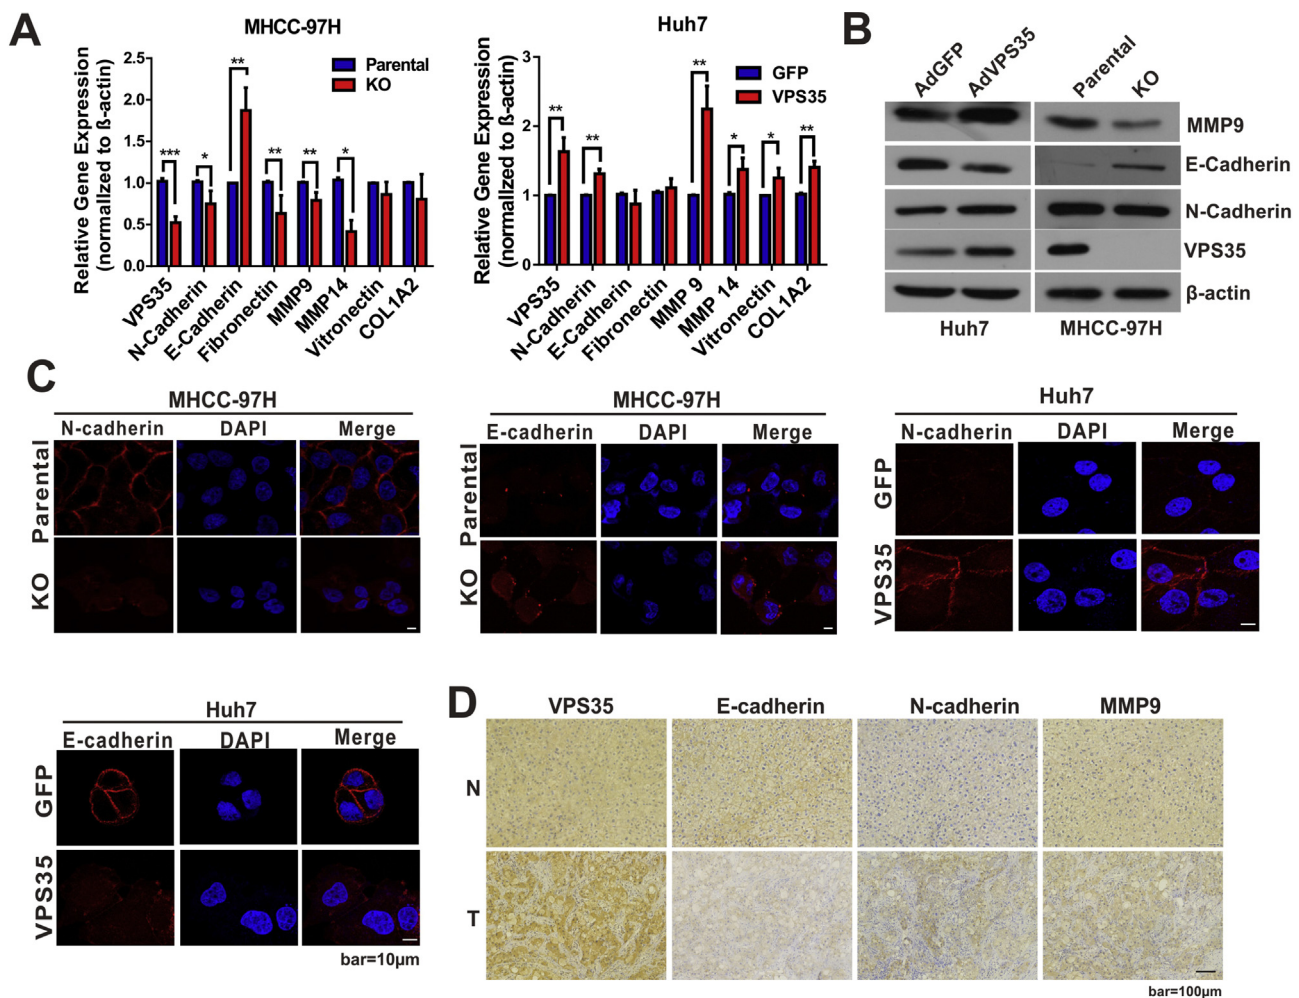 A
MHCC-97H
Relative Gene Expression
(normalized to ß-actin)
2.5
2.0
1.5
1.0
0.5
0.0
Parental
KO
***
*
**
**
**
*
VPS35
N-Cadherin
E-Cadherin
Fibronectin
MMP9
MMP14
Vitronectin
COL1A2
Huh7
Relative Gene Expression
(normalized to ß-actin)
3
2
1
0
GFP
VPS35
**
**
**
*
*
**
VPS35
N-Cadherin
E-Cadherin
Fibronectin
MMP 9
MMP 14
Vitronectin
COL1A2
B
AdGFP
AdVPS35
Parental
KO
MMP9
E-Cadherin
N-Cadherin
VPS35
β-actin
Huh7
MHCC-97H
C
MHCC-97H
N-cadherin DAPI Merge
Parental
KO
MHCC-97H
E-cadherin DAPI Merge
Parental
KO
Huh7
N-cadherin DAPI Merge
GFP
VPS35
Huh7
E-cadherin DAPI Merge
GFP
VPS35
bar=10µm
D
VPS35 E-cadherin N-cadherin MMP9
N
T
bar=100µm